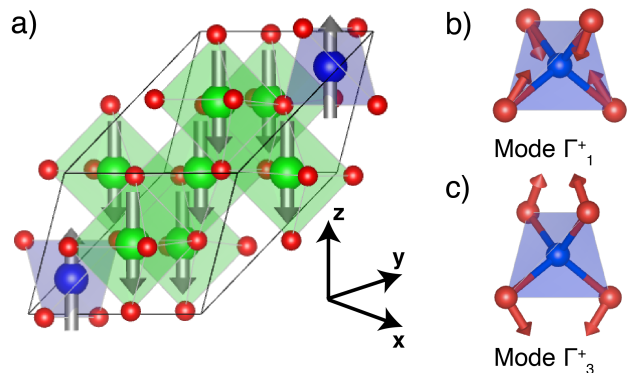 a)
b)
Mode Γ⁺₁
c)
z
y
x
Mode Γ⁺₃